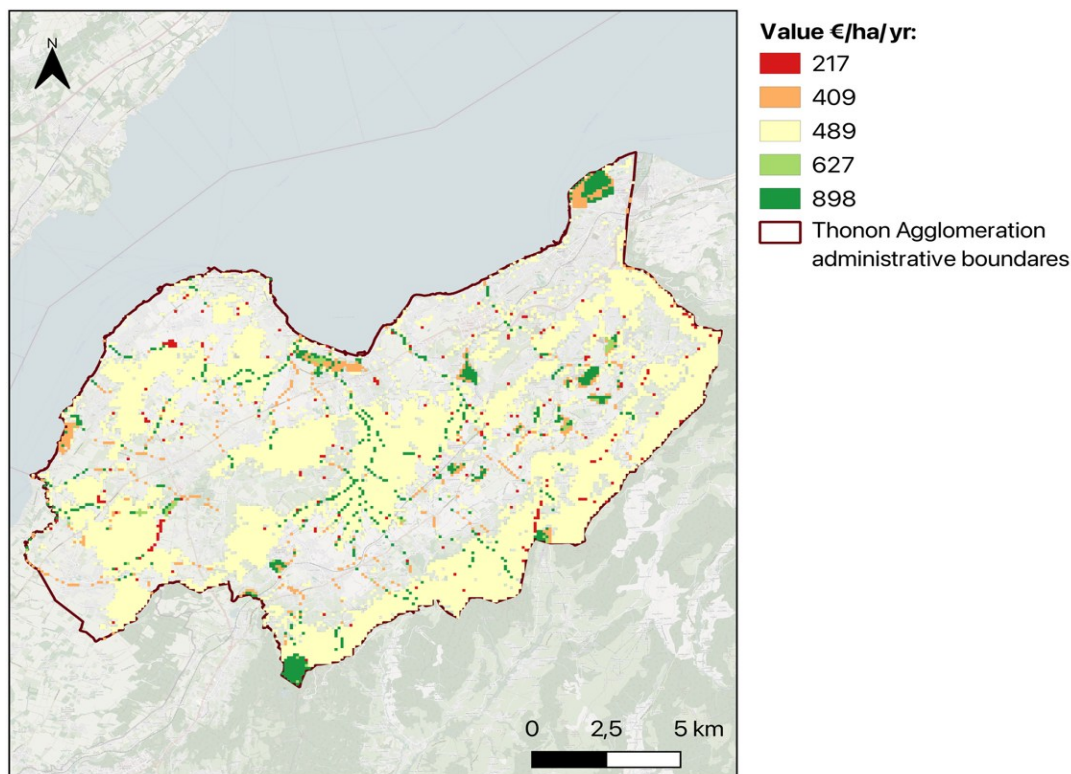 N
Value €/ha/ yr:
217
409
489
627
898
Thonon Agglomeration
administrative boundares
0 2,5 5 km